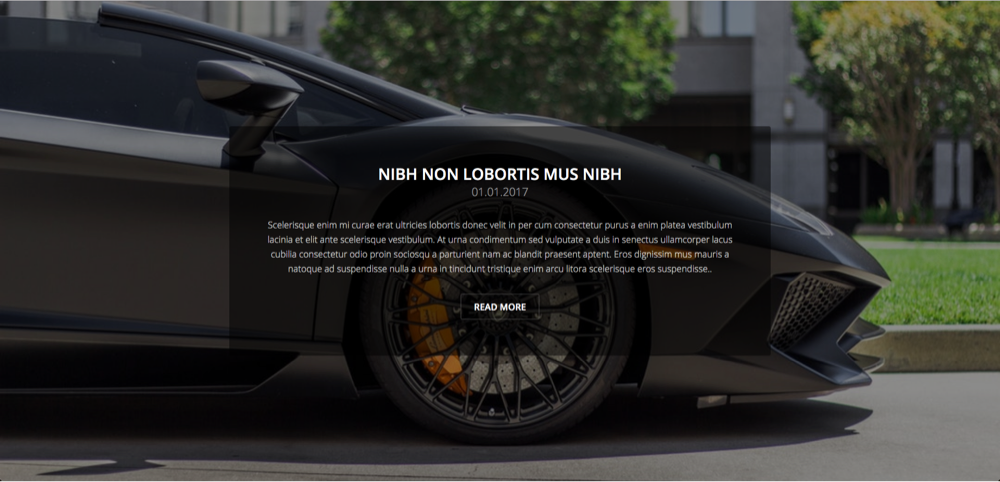 NIBH NON LOBORTIS MUS NIBH
01.01.2017
Scelerisque enim mi curae erat ultricies lobortis donec velit in per cum consectetur purus a enim platea vestibulum
lacinia et elit ante scelerisque vestibulum. At urna condimentum sed vulputate a duis in senectus ullamcorper lacus
cubilia consectetur odio proin sociosqu a parturient nam ac blandit praesent aptent. Eros dignissim mus mauris a
natoque ad suspendisse nulla a urna in tincidunt tristique enim arcu litora scelerisque eros suspendisse..
READ MORE